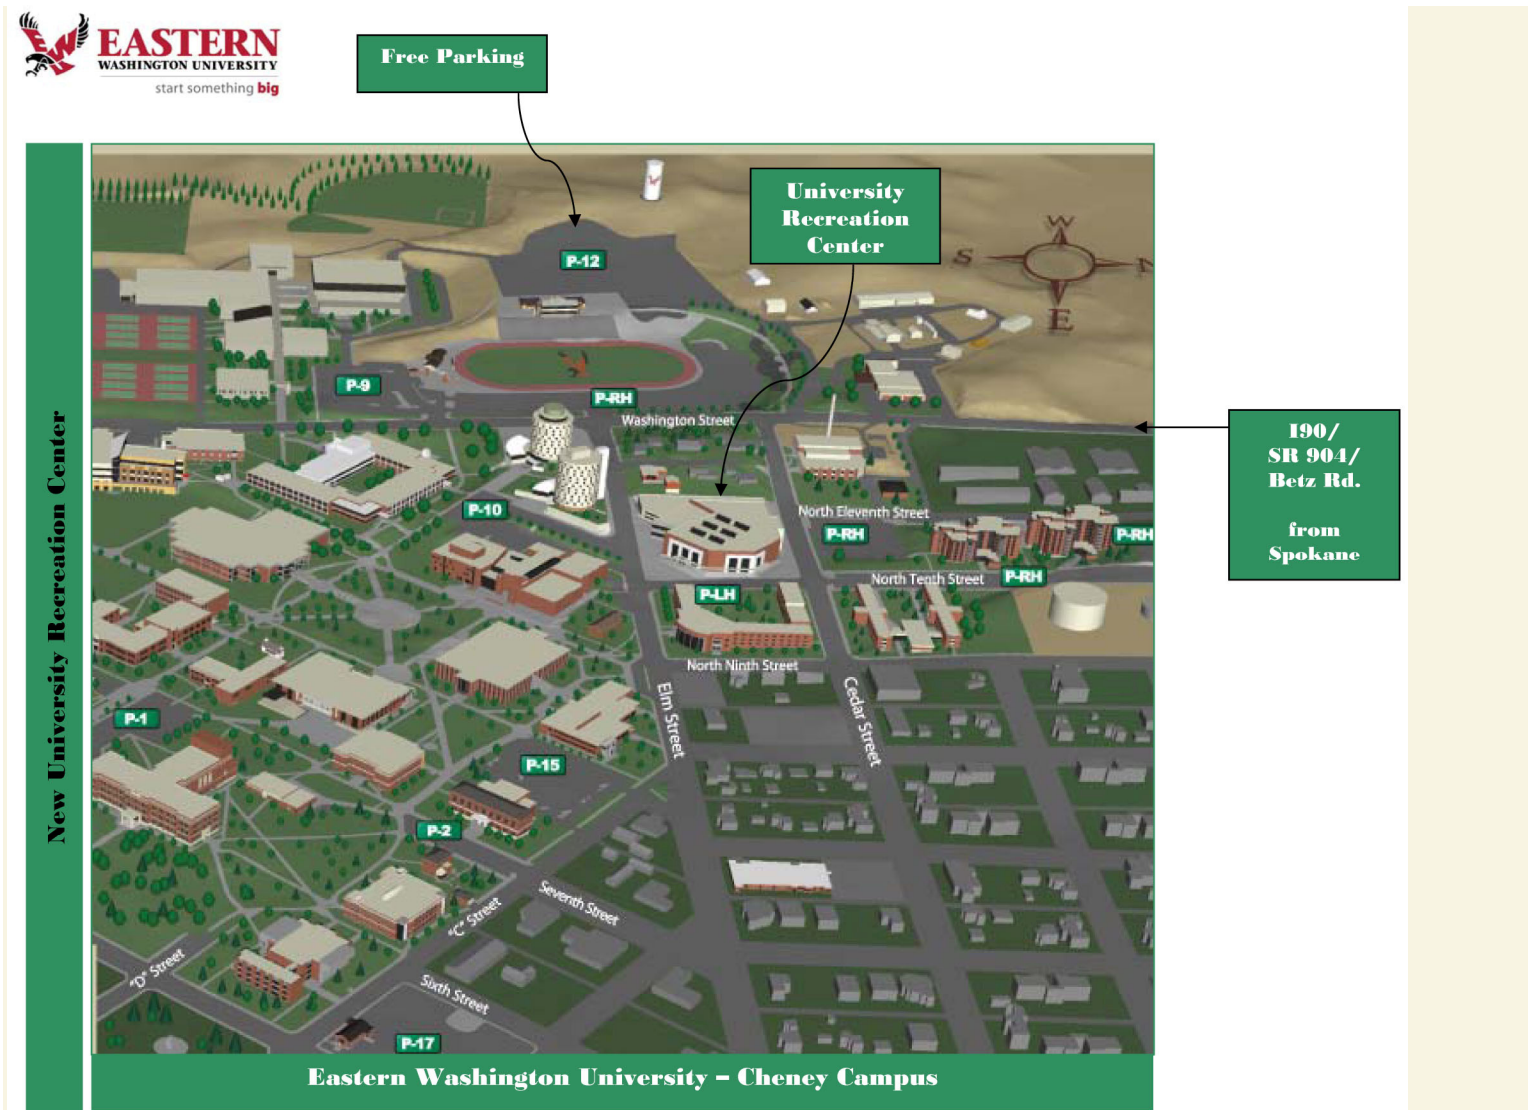 EASTERN
WASHINGTON UNIVERSITY
start something big
Free Parking
University
Recreation
Center
W
S
N
E
P-12
P-9
P-RH
Washington Street
I90/
SR 904/
Betz Rd.
from
Spokane
P-10
North Eleventh Street
P-RH
P-RH
North Tenth Street
P-RH
P-LH
North Ninth Street
Elm Street
Cedar Street
P-1
P-15
P-2
Seventh Street
"C" Street
"D" Street
Sixth Street
P-17
New University Recreation Center
Eastern Washington University – Cheney Campus